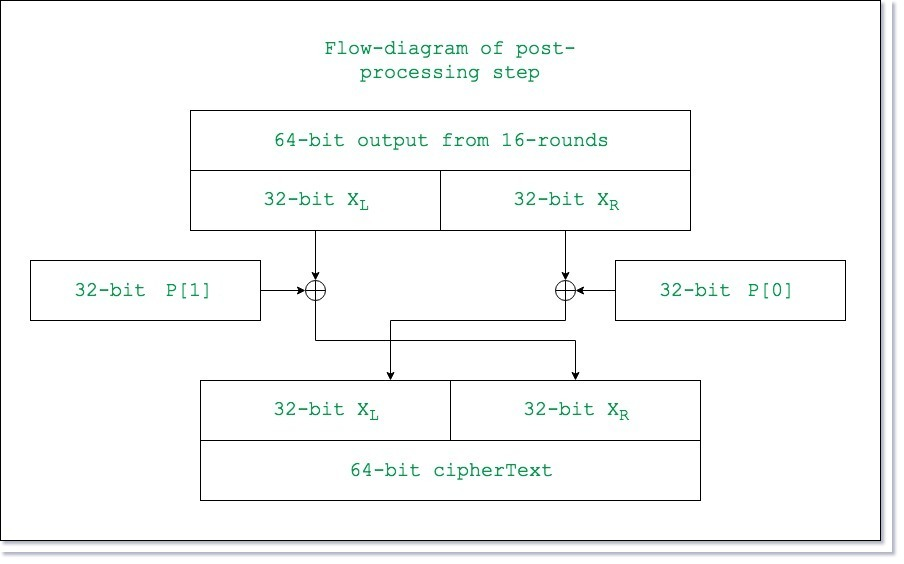 Flow-diagram of post-
processing step
64-bit output from 16-rounds
32-bit XL
32-bit XR
32-bit P[1]
32-bit P[0]
32-bit XL
32-bit XR
64-bit cipherText